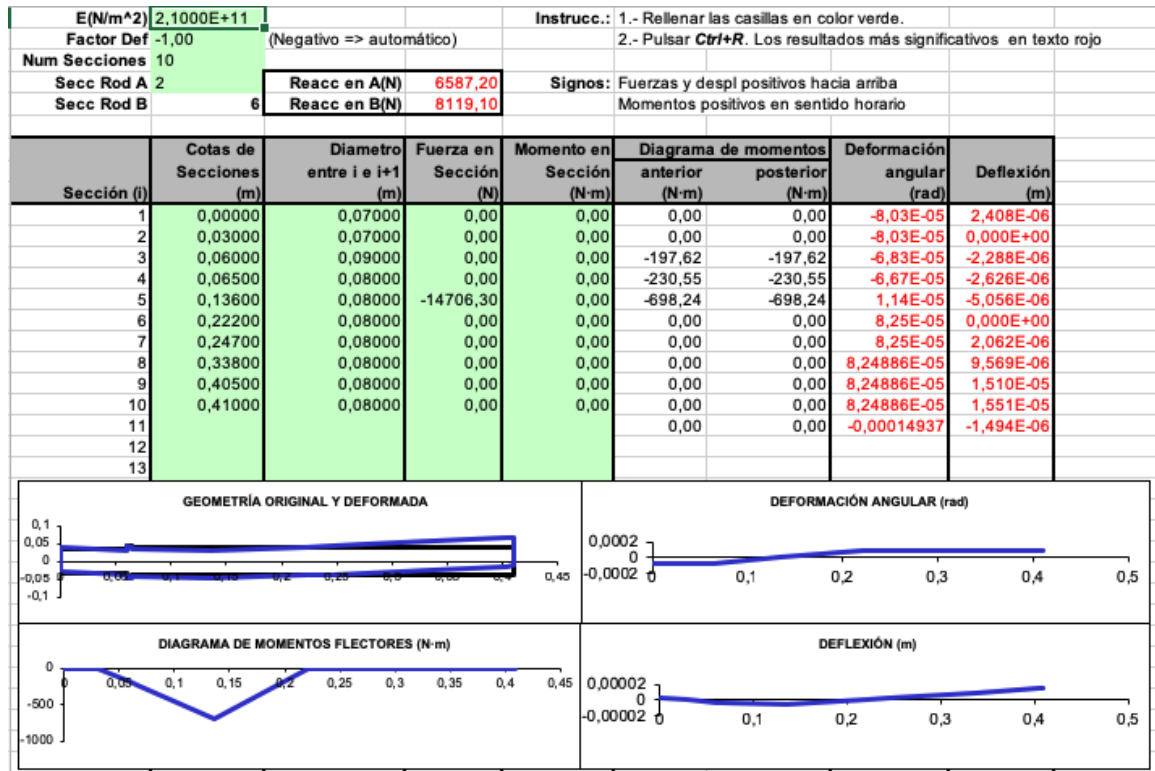 E(N/m^2) 2,1000E+11 Instrucc.: 1.- Rellenar las casillas en color verde.
Factor Def -1,00 (Negativo => automático) 2.- Pulsar Ctrl+R. Los resultados más significativos en texto rojo
Num Secciones 10
Secc Rod A 2 Reacc en A(N) 6587,20 Signos: Fuerzas y despl positivos hacia arriba
Secc Rod B 6 Reacc en B(N) 8119,10 Momentos positivos en sentido horario
Cotas de Diametro Fuerza en Momento en Diagrama de momentos Deformación
Secciones entre i e i+1 Sección Sección anterior posterior angular Deflexión
Sección (i) (m) (m) (N) (N·m) (N·m) (N·m) (rad) (m)
1 0,00000 0,07000 0,00 0,00 0,00 0,00 -8,03E-05 2,408E-06
2 0,03000 0,07000 0,00 0,00 0,00 0,00 -8,03E-05 0,000E+00
3 0,06000 0,09000 0,00 0,00 -197,62 -197,62 -6,83E-05 -2,288E-06
4 0,06500 0,08000 0,00 0,00 -230,55 -230,55 -6,67E-05 -2,626E-06
5 0,13600 0,08000 -14706,30 0,00 -698,24 -698,24 1,14E-05 -5,056E-06
6 0,22200 0,08000 0,00 0,00 0,00 0,00 8,25E-05 0,000E+00
7 0,24700 0,08000 0,00 0,00 0,00 0,00 8,25E-05 2,062E-06
8 0,33800 0,08000 0,00 0,00 0,00 0,00 8,24886E-05 9,569E-06
9 0,40500 0,08000 0,00 0,00 0,00 0,00 8,24886E-05 1,510E-05
10 0,41000 0,08000 0,00 0,00 0,00 0,00 8,24886E-05 1,551E-05
11 0,00 0,00 -0,00014937 -1,494E-06
12
13
GEOMETRÍA ORIGINAL Y DEFORMADA
0,1
0,05
0
-0,05
-0,1
0 0,05 0,1 0,15 0,2 0,25 0,3 0,35 0,4 0,45
DEFORMACIÓN ANGULAR (rad)
0,0002
0
-0,0002
0 0,1 0,2 0,3 0,4 0,5
DIAGRAMA DE MOMENTOS FLECTORES (N·m)
0
-500
-1000
0 0,05 0,1 0,15 0,2 0,25 0,3 0,35 0,4 0,45
DEFLEXIÓN (m)
0,00002
0
-0,00002
0 0,1 0,2 0,3 0,4 0,5